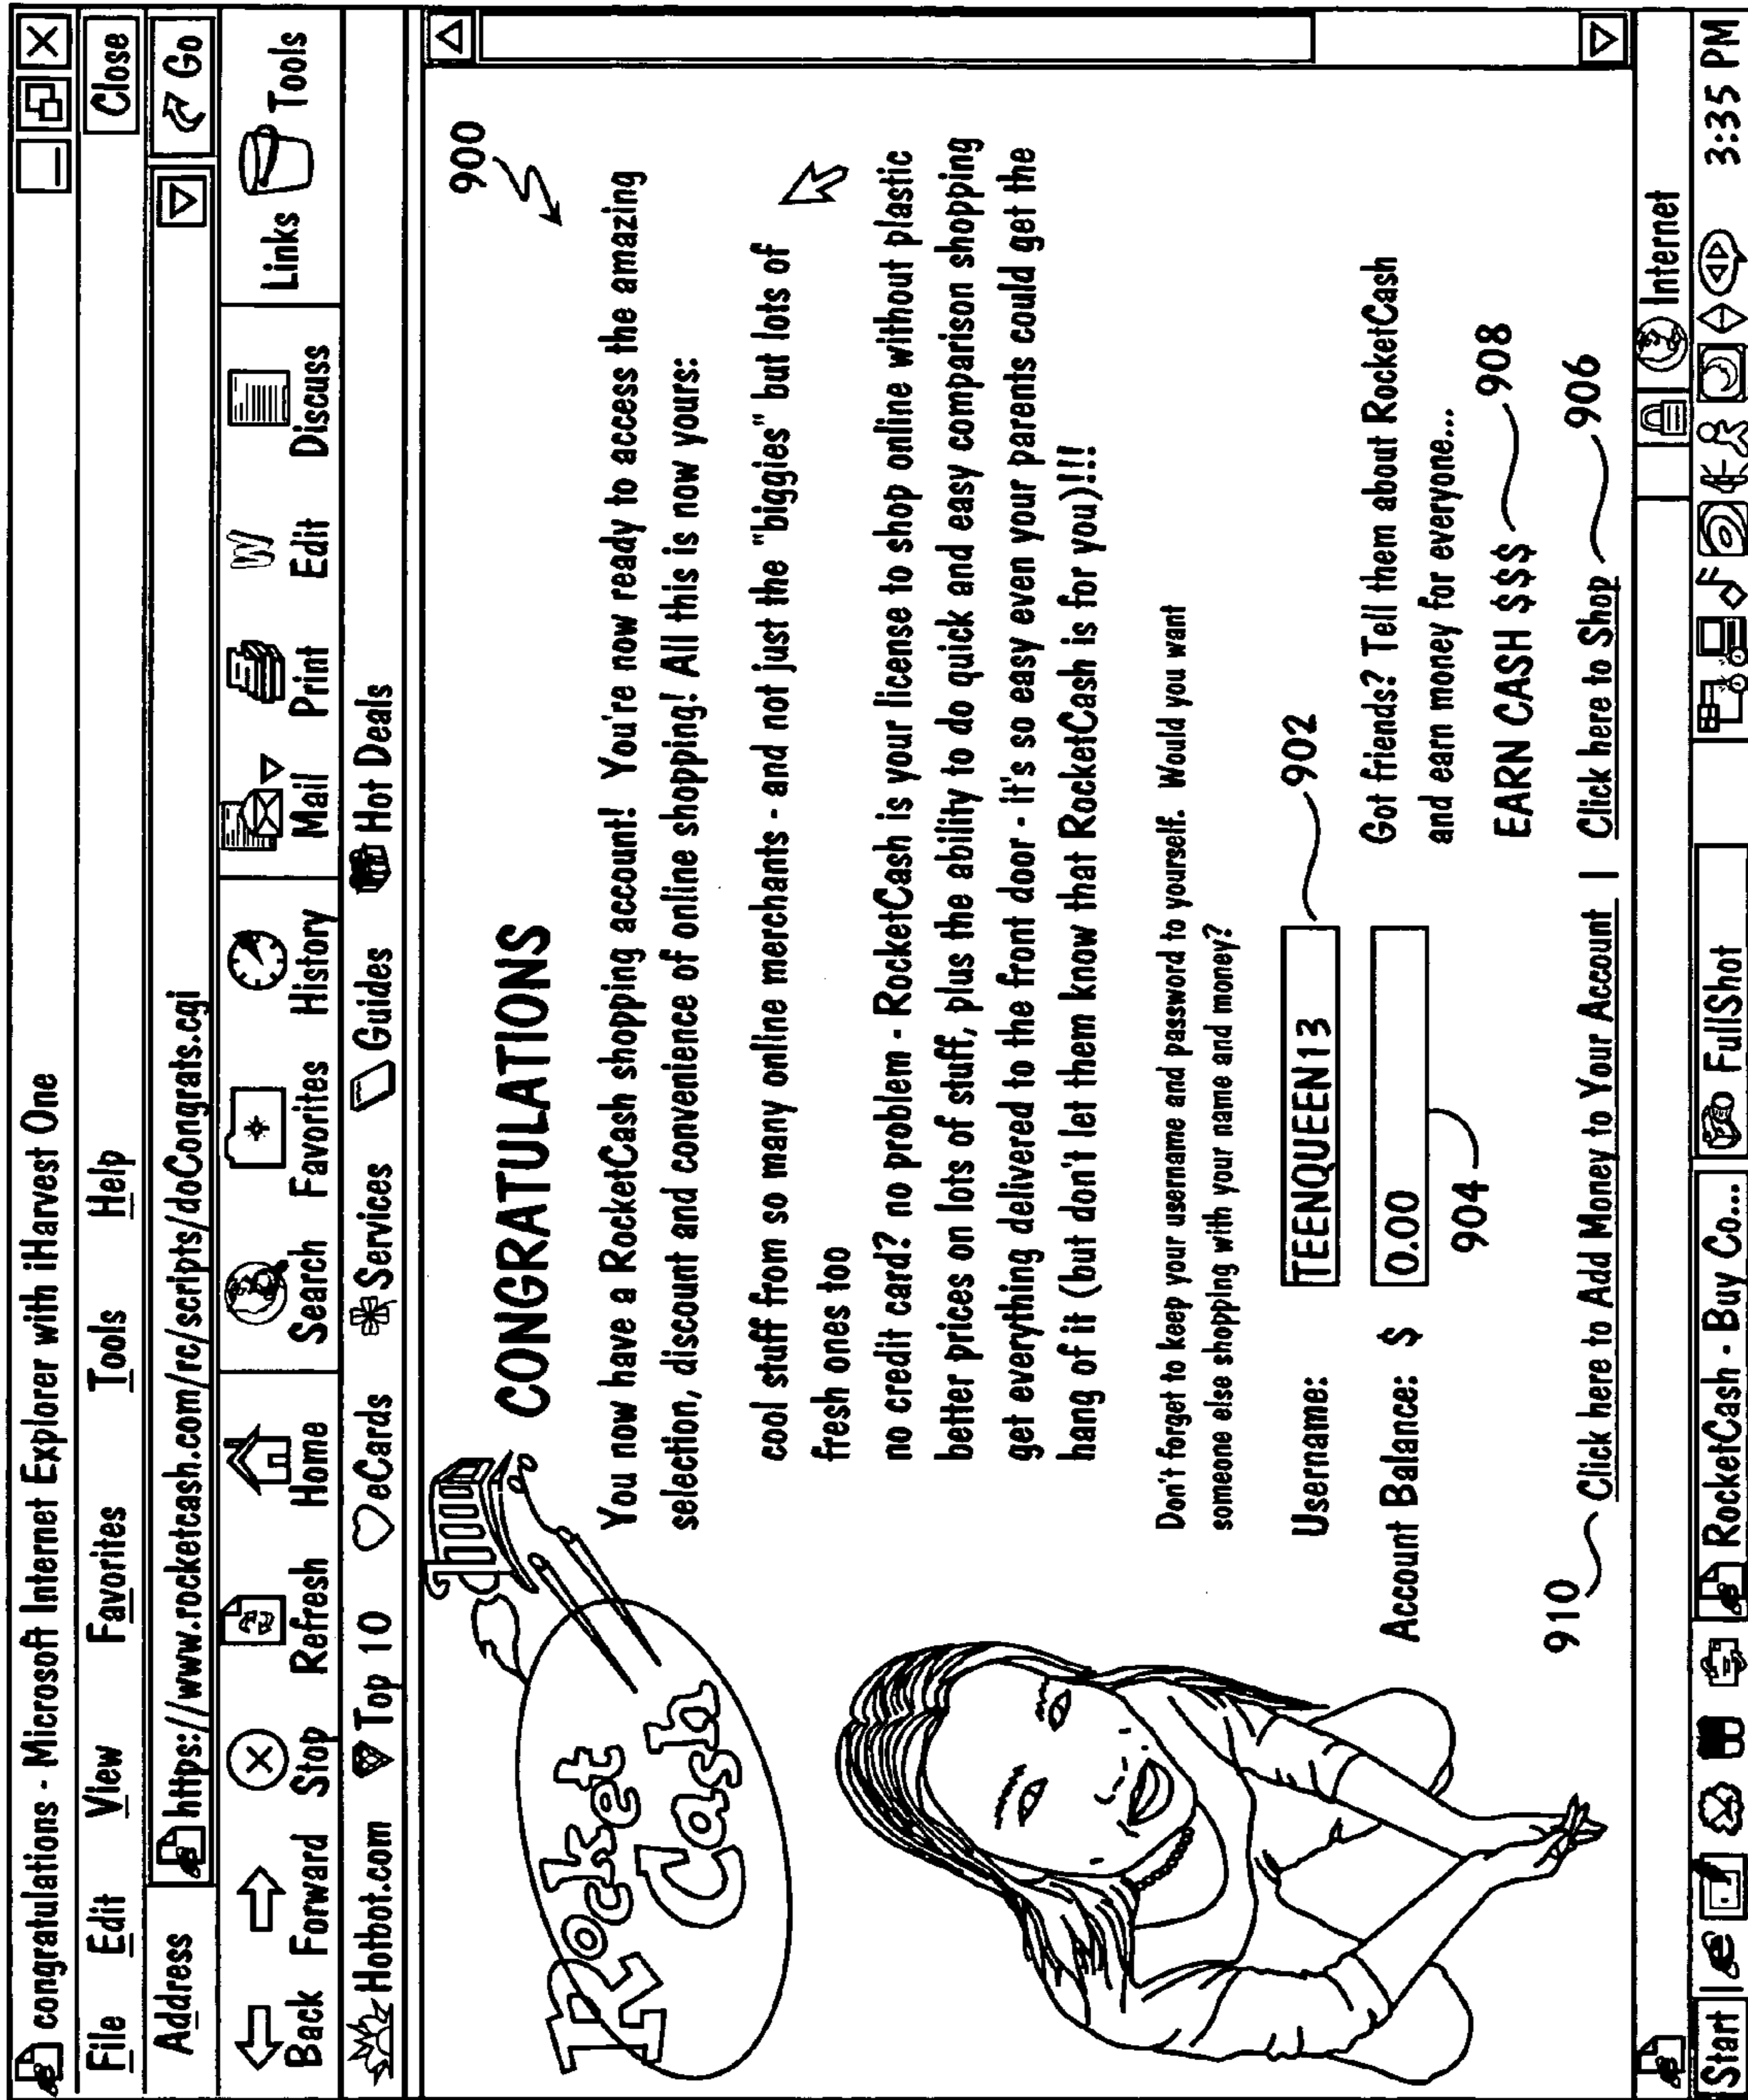 congratulations - Microsoft Internet Explorer with iHarvest One
File Edit View Favorites Tools Help Close
Address https://www.rocketcash.com/rc/scripts/doCongrats.cgi Go
Back Forward Stop Refresh Home Search Favorites History Mail Print Edit Discuss Links Tools
Hotbot.com Top 10 eCards Services Guides Hot Deals
900
Rocket
Cash
CONGRATULATIONS
You now have a RocketCash shopping account! You're now ready to access the amazing
selection, discount and convenience of online shopping! All this is now yours:
cool stuff from so many online merchants - and not just the "biggies" but lots of
fresh ones too
no credit card? no problem - RocketCash is your license to shop online without plastic
better prices on lots of stuff, plus the ability to do quick and easy comparison shopping
get everything delivered to the front door - it's so easy even your parents could get the
hang of it (but don't let them know that RocketCash is for you)!!!
Don't forget to keep your username and password to yourself. Would you want
someone else shopping with your name and money?
Username: TEENQUEEN13 902
Account Balance: $ 0.00
904
Got friends? Tell them about RocketCash
and earn money for everyone...
EARN CASH $$$ 908
910 Click here to Add Money to Your Account | Click here to Shop 906
Internet
Start RocketCash - Buy Co... FullShot 3:35 PM